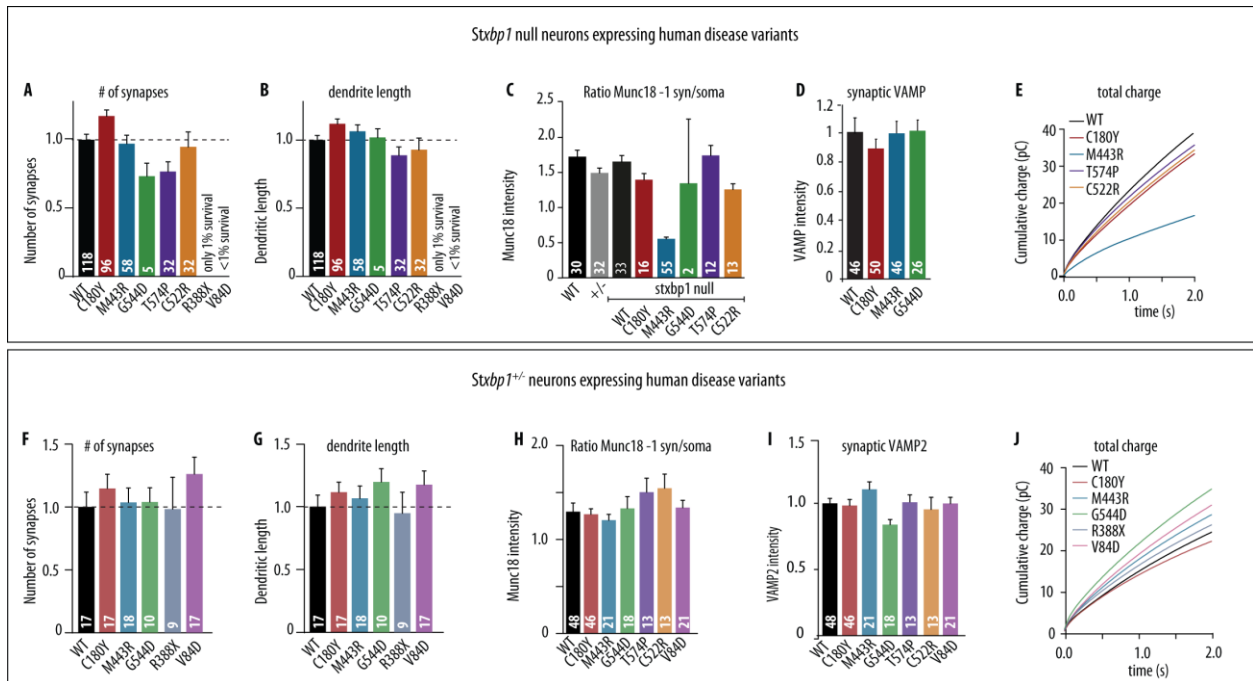 Stxbp1 null neurons expressing human disease variants
A
# of synapses
Number of synapses
1.0
0.5
0
118
96
58
5
32
32
only 1% survival
<1% survival
WT
C180Y
M443R
G544D
T574P
C522R
R388X
V84D
B
dendrite length
Dendritic length
1.0
0.5
0
118
96
58
5
32
32
only 1% survival
<1% survival
WT
C180Y
M443R
G544D
T574P
C522R
R388X
V84D
C
Ratio Munc18 -1 syn/soma
Munc18 intensity
2.5
2.0
1.5
1.0
0.5
0
30
32
33
16
55
2
12
13
WT
+/-
stxbp1 null
WT
C180Y
M443R
G544D
T574P
C522R
D
synaptic VAMP
VAMP intensity
1.2
1
0.8
0.6
0.4
0.2
0
46
50
46
26
WT
C180Y
M443R
G544D
E
total charge
Cumulative charge (pC)
40
30
20
10
0
WT
C180Y
M443R
T574P
C522R
0.0
1.0
2.0
time (s)
Stxbp1+/- neurons expressing human disease variants
F
# of synapses
Number of synapses
1.5
1.0
0.5
0
17
17
18
10
9
17
WT
C180Y
M443R
G544D
R388X
V84D
G
dendrite length
Dendritic length
1.5
1.0
0.5
0
17
17
18
10
9
17
WT
C180Y
M443R
G544D
R388X
V84D
H
Ratio Munc18 -1 syn/soma
Munc18 intensity
2.0
1.0
0
48
46
21
18
13
13
21
WT
C180Y
M443R
G544D
T574P
C522R
V84D
I
synaptic VAMP2
VAMP2 intensity
1.5
1.0
0.5
0
48
46
21
18
13
13
21
WT
C180Y
M443R
G544D
T574P
C522R
V84D
J
total charge
Cumulative charge (pC)
40
30
20
10
0
WT
C180Y
M443R
G544D
R388X
V84D
0.0
1.0
2.0
time (s)